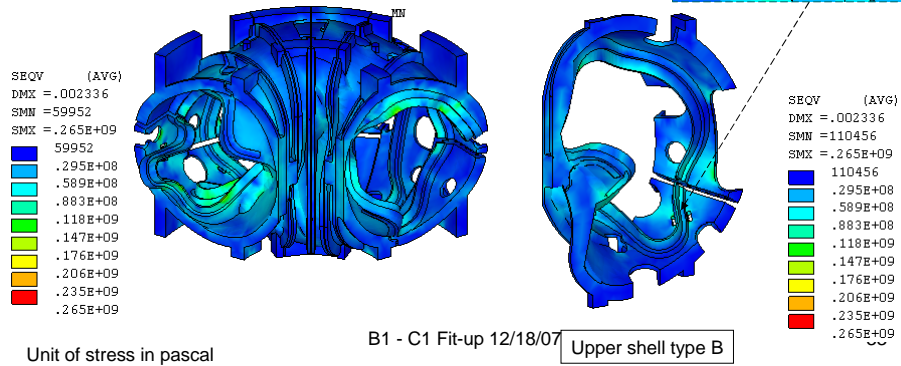 MN
SEQV (AVG)
DMX =.002336
SMN =59952
SMX =.265E+09
59952
.295E+08
.589E+08
.883E+08
.118E+09
.147E+09
.176E+09
.206E+09
.235E+09
.265E+09
SEQV (AVG)
DMX =.002336
SMN =110456
SMX =.265E+09
110456
.295E+08
.589E+08
.883E+08
.118E+09
.147E+09
.176E+09
.206E+09
.235E+09
.265E+09
Unit of stress in pascal
B1 - C1 Fit-up 12/18/07
Upper shell type B